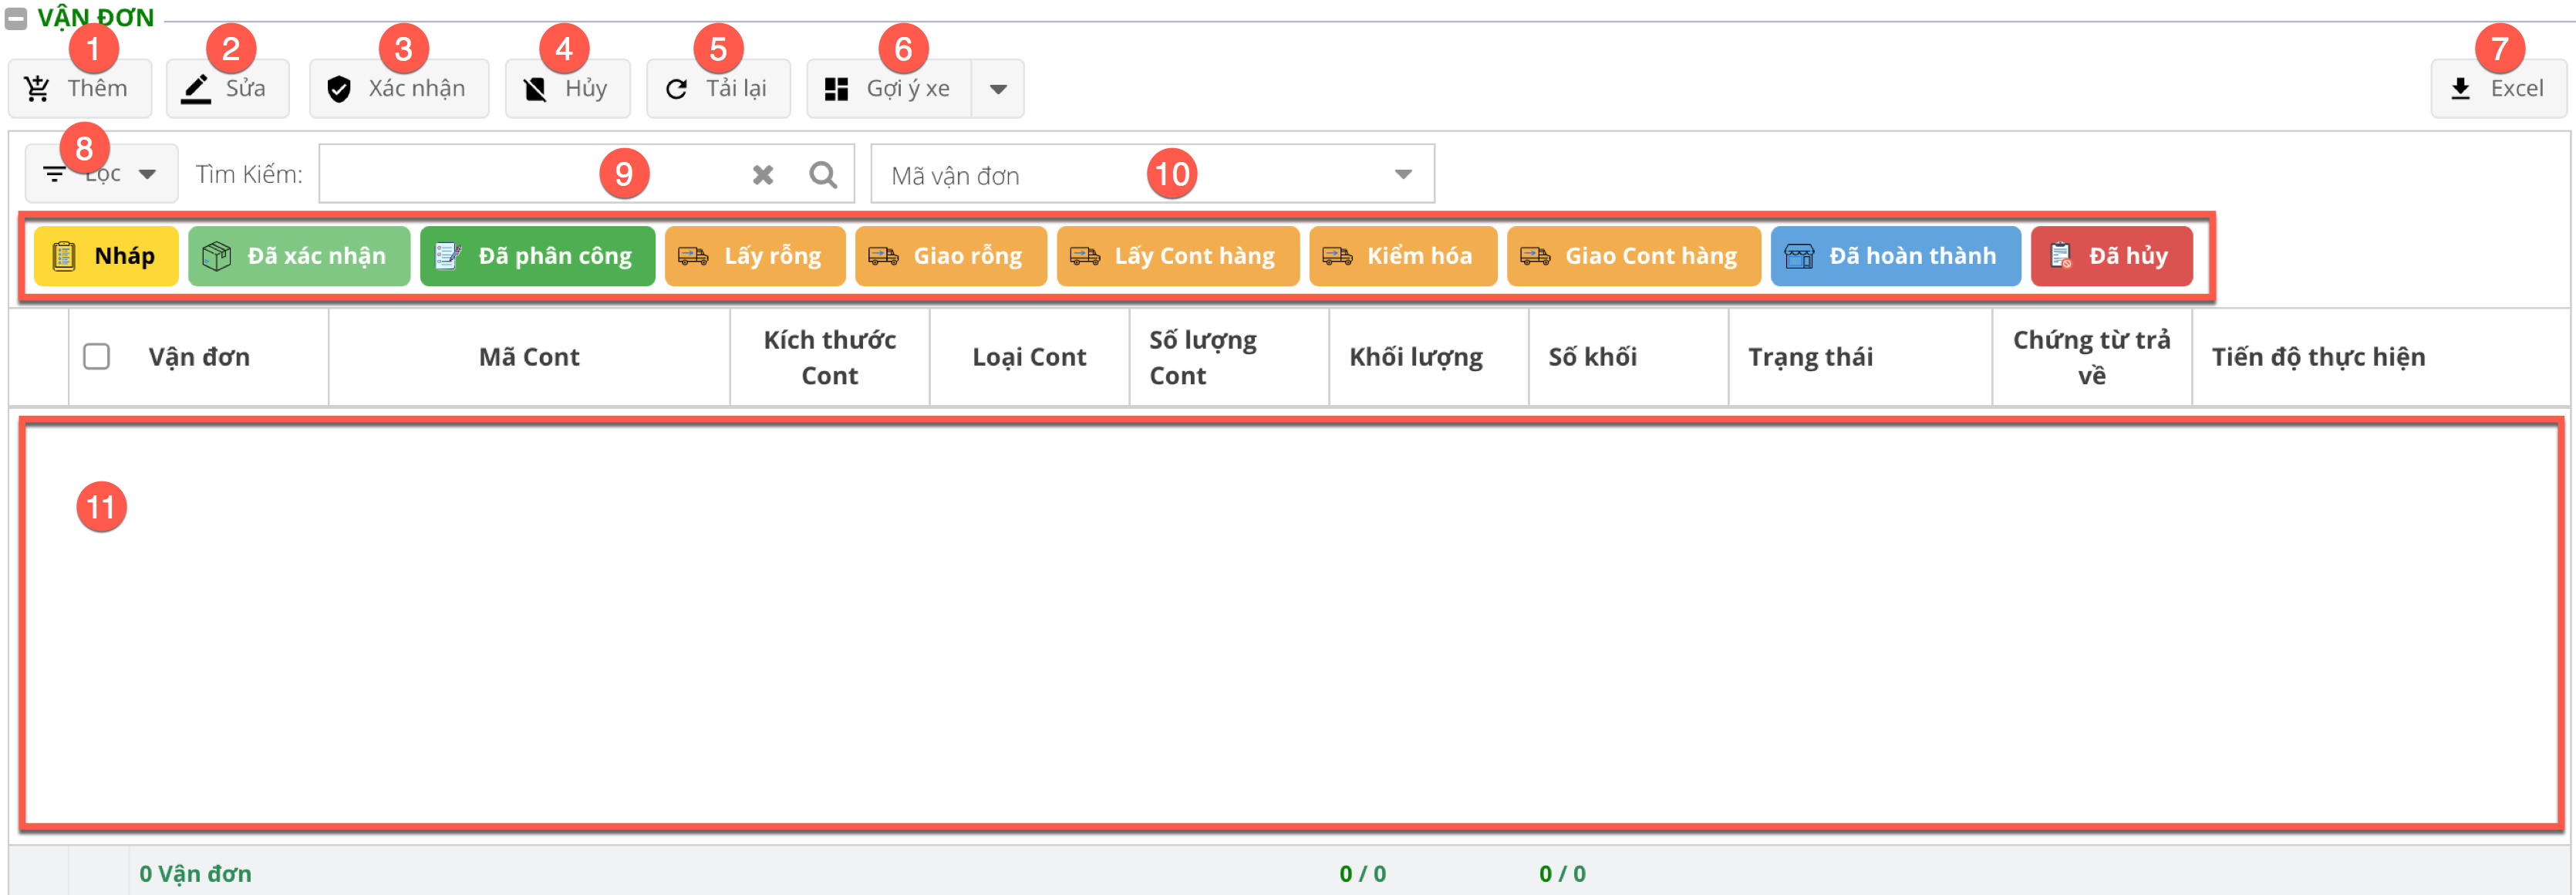 VẬN ĐƠN
1 2 3 4 5 6 7
Thêm Sửa Xác nhận Hủy Tải lại Gợi ý xe Excel
8 9 10
Lọc Tìm Kiếm: Mã vận đơn
Nháp Đã xác nhận Đã phân công Lấy rỗng Giao rỗng Lấy Cont hàng Kiểm hóa Giao Cont hàng Đã hoàn thành Đã hủy
Vận đơn Mã Cont Kích thước Cont Loại Cont Số lượng Cont Khối lượng Số khối Trạng thái Chứng từ trả về Tiến độ thực hiện
11
0 Vận đơn 0 / 0 0 / 0